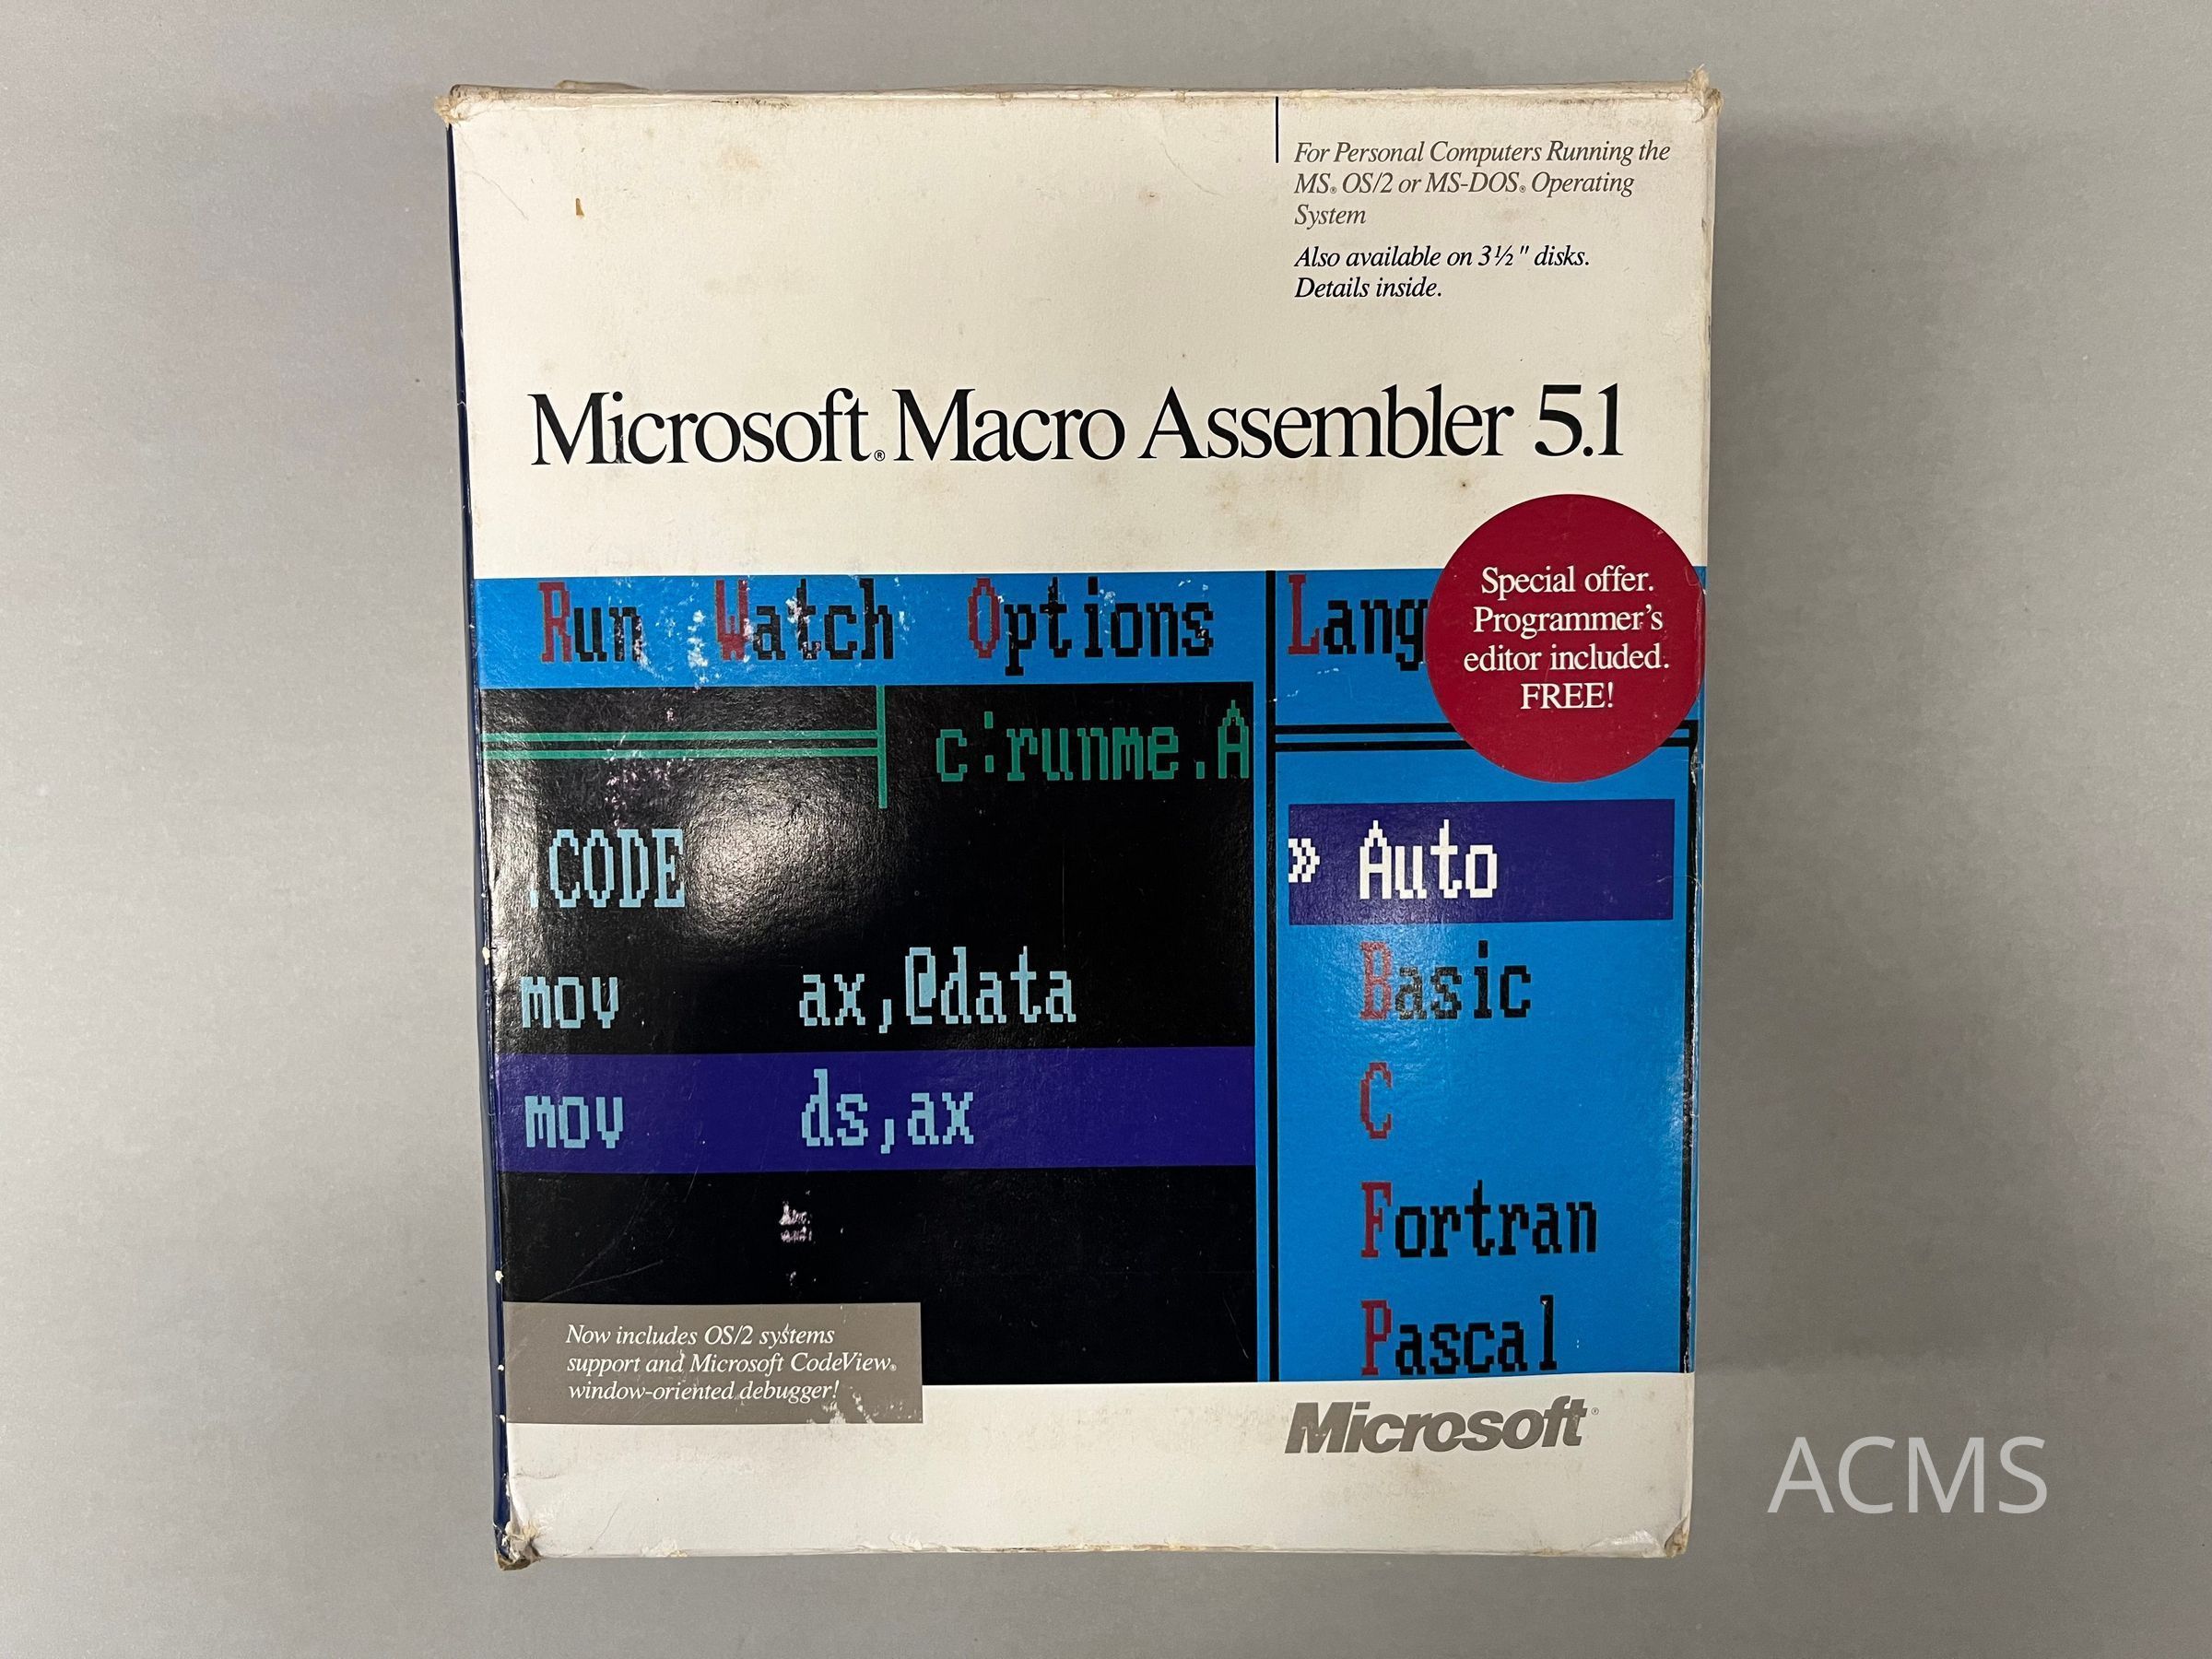 For Personal Computers Running the
MS® OS/2 or MS-DOS® Operating
System
Also available on 3½" disks.
Details inside.
Microsoft® Macro Assembler 5.1
Special offer.
Programmer's
editor included.
FREE!
Run Watch Options Lang
c:runme.A
.CODE
mov ax,@data
mov ds,ax
» Auto
Basic
C
Fortran
Pascal
Now includes OS/2 systems
support and Microsoft CodeView®
window-oriented debugger!
Microsoft®
ACMS